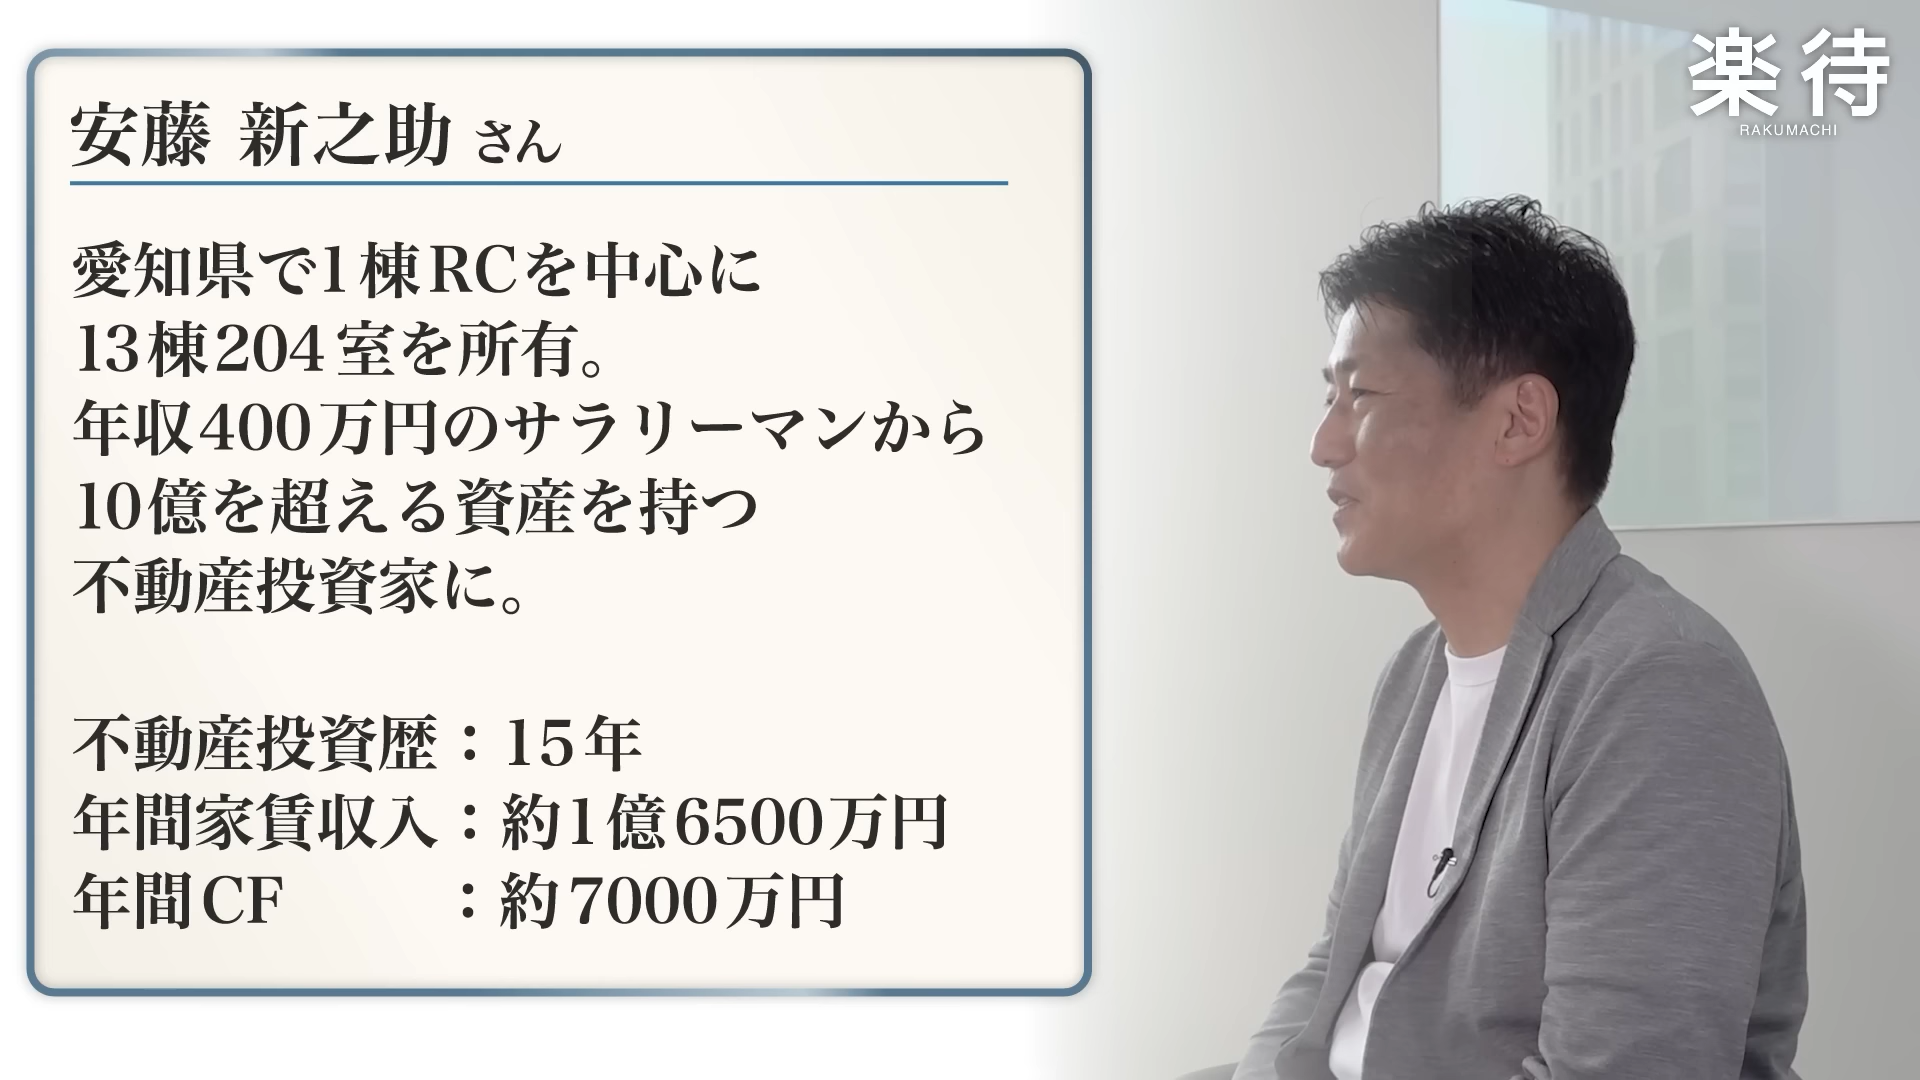 安藤 新之助 さん
愛知県で1棟RCを中心に
13棟204室を所有。
年収400万円のサラリーマンから
10億を超える資産を持つ
不動産投資家に。
不動産投資歴：15年
年間家賃収入：約1億6500万円
年間CF：約7000万円
楽待
RAKUMACHI